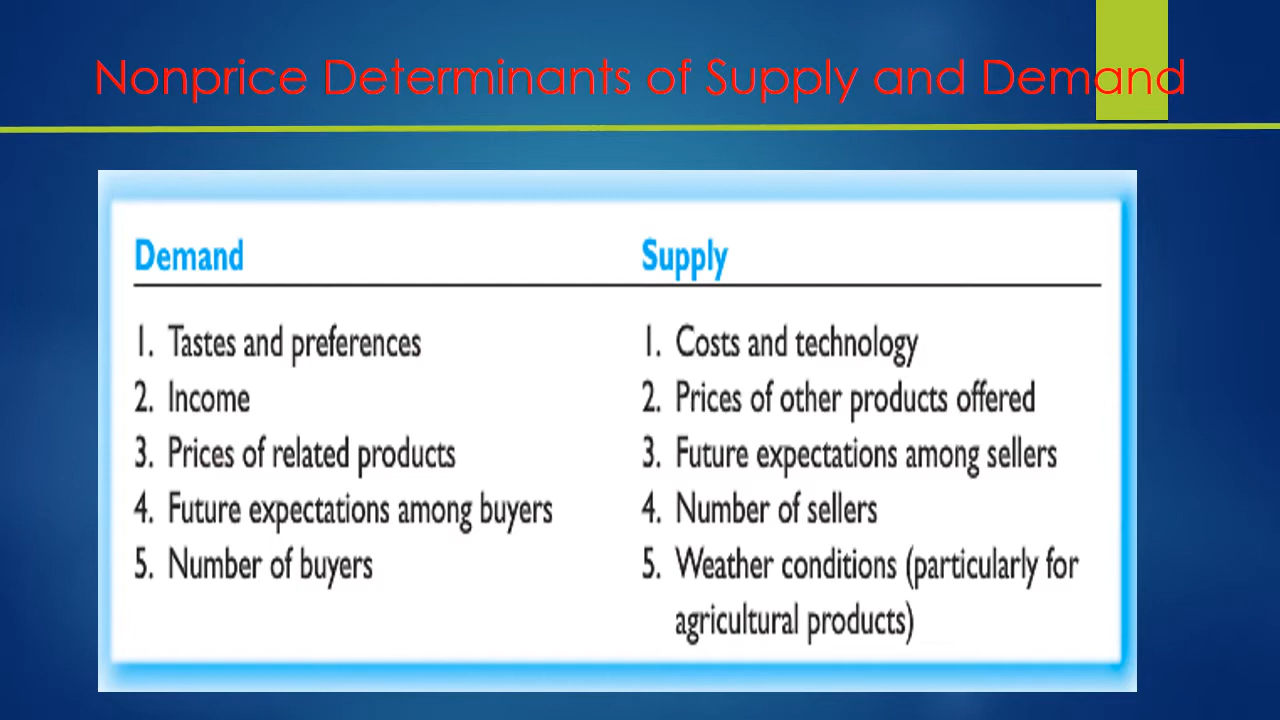 Nonprice Determinants of Supply and Demand
Demand
Supply
1. Tastes and preferences
1. Costs and technology
2. Income
2. Prices of other products offered
3. Prices of related products
3. Future expectations among sellers
4. Future expectations among buyers
4. Number of sellers
5. Number of buyers
5. Weather conditions (particularly for
agricultural products)